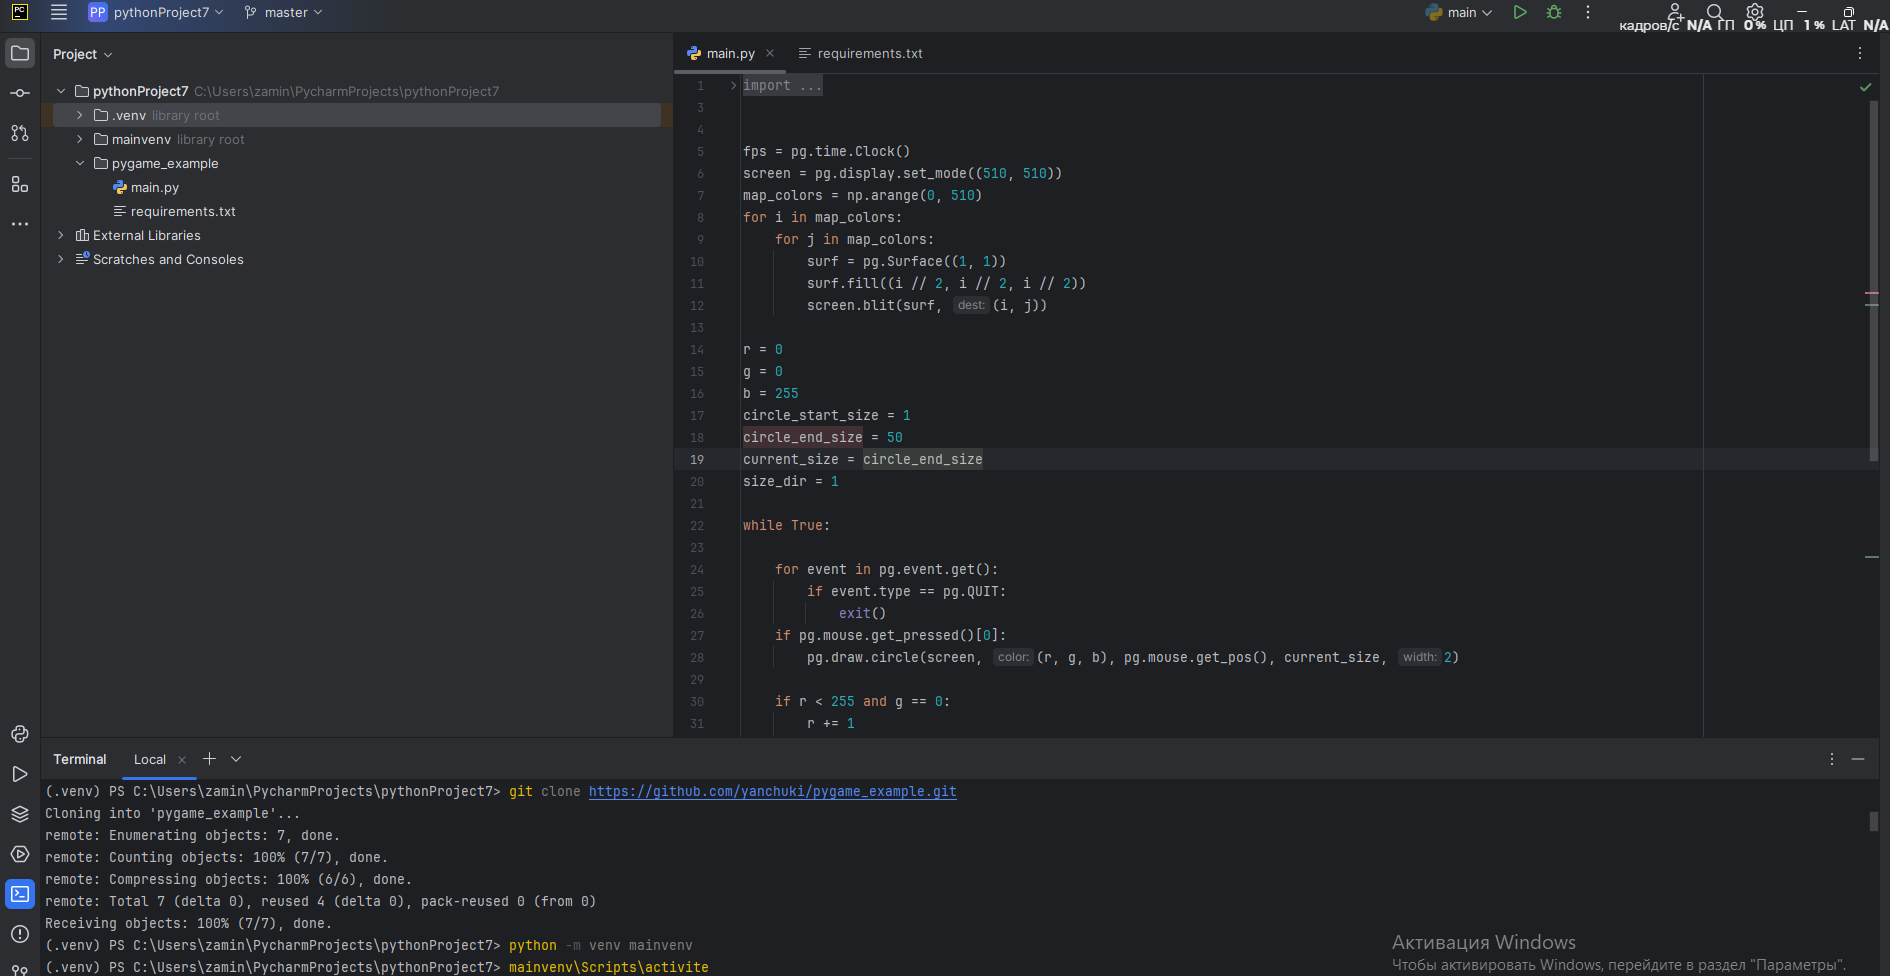 PC PP pythonProject7 master main
кадров/с N/A ГП 0% ЦП 1% LAT N/A
Project
pythonProject7 C:\Users\zamin\PycharmProjects\pythonProject7
.venv library root
mainvenv library root
pygame_example
main.py
requirements.txt
External Libraries
Scratches and Consoles
main.py requirements.txt
1 import ...
3
4
5 fps = pg.time.Clock()
6 screen = pg.display.set_mode((510, 510))
7 map_colors = np.arange(0, 510)
8 for i in map_colors:
9 for j in map_colors:
10 surf = pg.Surface((1, 1))
11 surf.fill((i // 2, i // 2, i // 2))
12 screen.blit(surf, dest: (i, j))
13
14 r = 0
15 g = 0
16 b = 255
17 circle_start_size = 1
18 circle_end_size = 50
19 current_size = circle_end_size
20 size_dir = 1
21
22 while True:
23
24 for event in pg.event.get():
25 if event.type == pg.QUIT:
26 exit()
27 if pg.mouse.get_pressed()[0]:
28 pg.draw.circle(screen, color: (r, g, b), pg.mouse.get_pos(), current_size, width: 2)
29
30 if r < 255 and g == 0:
31 r += 1
Terminal Local
(.venv) PS C:\Users\zamin\PycharmProjects\pythonProject7> git clone https://github.com/yanchuki/pygame_example.git
Cloning into 'pygame_example'...
remote: Enumerating objects: 7, done.
remote: Counting objects: 100% (7/7), done.
remote: Compressing objects: 100% (6/6), done.
remote: Total 7 (delta 0), reused 4 (delta 0), pack-reused 0 (from 0)
Receiving objects: 100% (7/7), done.
(.venv) PS C:\Users\zamin\PycharmProjects\pythonProject7> python -m venv mainvenv
(.venv) PS C:\Users\zamin\PycharmProjects\pythonProject7> mainvenv\Scripts\activite
Активация Windows
Чтобы активировать Windows, перейдите в раздел "Параметры".